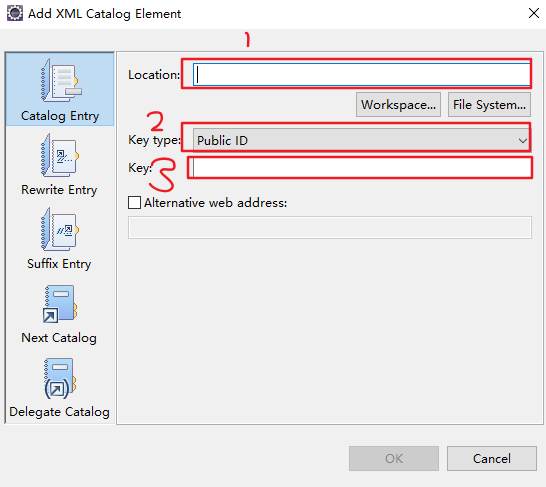 Add XML Catalog Element
1
Location:
Workspace...
File System...
Catalog Entry
2
Key type:
Public ID
Key:
3
Rewrite Entry
Alternative web address:
Suffix Entry
Next Catalog
Delegate Catalog
OK
Cancel